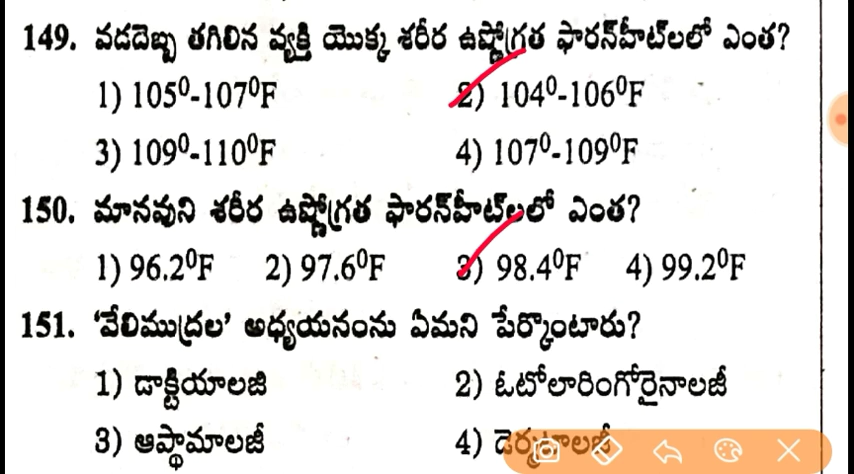 149. వడదెబ్బ తగిలిన వ్యక్తి యొక్క శరీర ఉష్ణోగ్రత ఫారన్‌హీట్‌లలో ఎంత?
1) 105⁰-107⁰F 2) 104⁰-106⁰F
3) 109⁰-110⁰F 4) 107⁰-109⁰F
150. మానవుని శరీర ఉష్ణోగ్రత ఫారన్‌హీట్‌లలో ఎంత?
1) 96.2⁰F 2) 97.6⁰F 3) 98.4⁰F 4) 99.2⁰F
151. ‘వేలిముద్రల’ అధ్యయనంను ఏమని పేర్కొంటారు?
1) డాక్టియాలజి 2) ఓటోలారింగోరైనాలజీ
3) ఆప్తామాలజీ 4) డెర్మటాలజీ